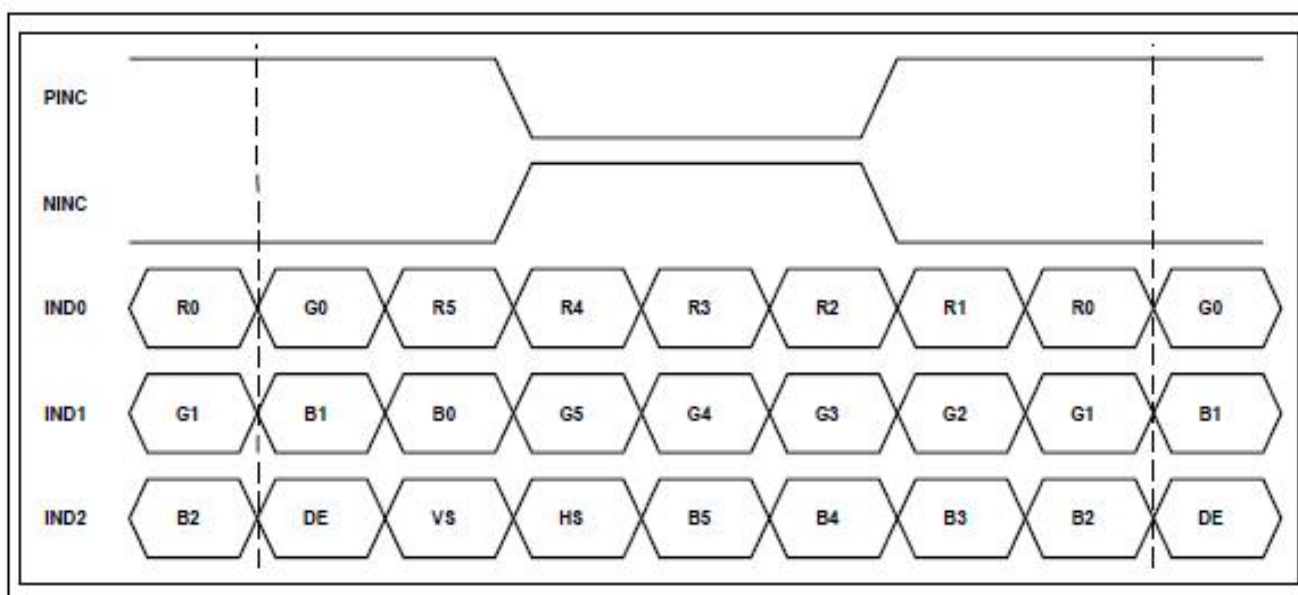 PINC
NINC
IND0 R0 G0 R5 R4 R3 R2 R1 R0 G0
IND1 G1 B1 B0 G5 G4 G3 G2 G1 B1
IND2 B2 DE VS HS B5 B4 B3 B2 DE